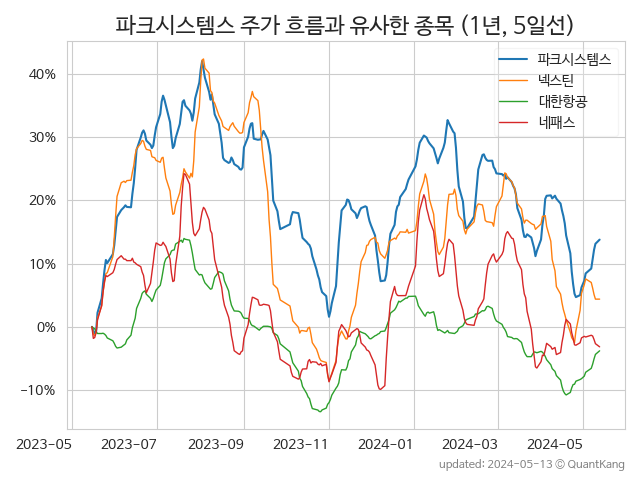 파크시스템스 주가 흐름과 유사한 종목 (1년, 5일선)
파크시스템스
넥스틴
대한항공
네패스
40%
30%
20%
10%
0%
−10%
2023-05 2023-07 2023-09 2023-11 2024-01 2024-03 2024-05
updated: 2024-05-13 © QuantKang